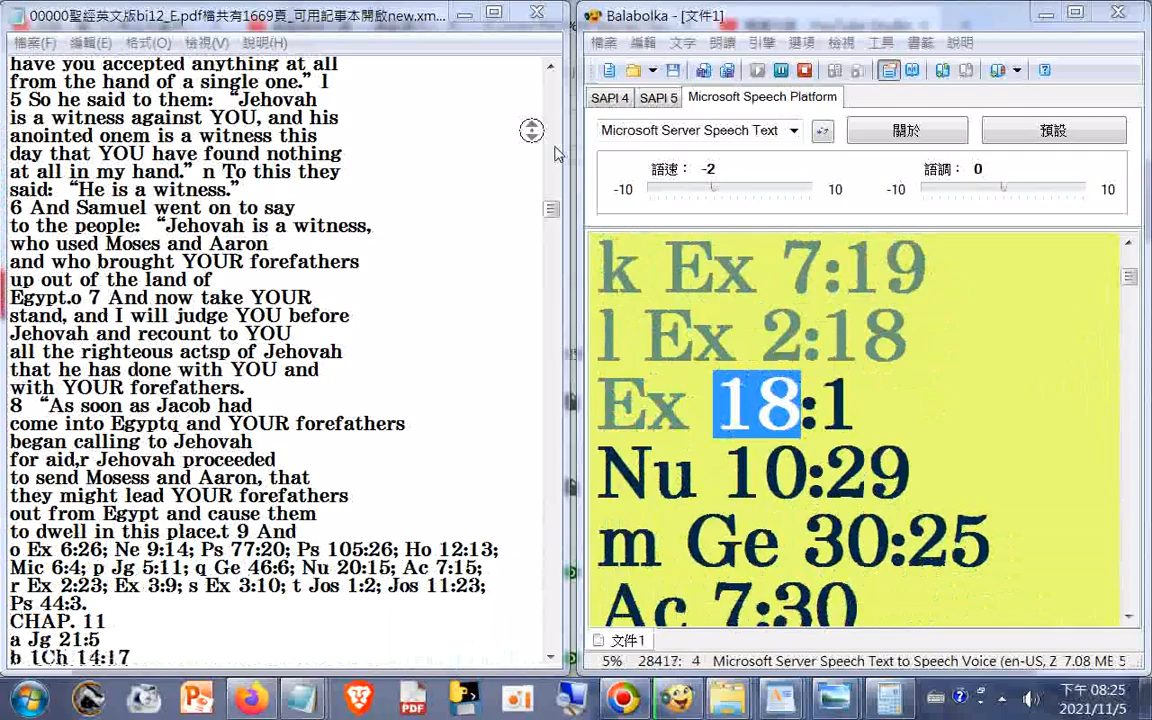 00000聖經英文版bi12_E.pdf檔共有1669頁_可用記事本開啟new.xm...
檔案(F) 編輯(E) 格式(O) 檢視(V) 說明(H)
have you accepted anything at all
from the hand of a single one.” l
5 So he said to them: “Jehovah
is a witness against YOU, and his
anointed onem is a witness this
day that YOU have found nothing
at all in my hand.” n To this they
said: “He is a witness.”
6 And Samuel went on to say
to the people: “Jehovah is a witness,
who used Moses and Aaron
and who brought YOUR forefathers
up out of the land of
Egypt.o 7 And now take YOUR
stand, and I will judge YOU before
Jehovah and recount to YOU
all the righteous actsp of Jehovah
that he has done with YOU and
with YOUR forefathers.
8 “As soon as Jacob had
come into Egyptq and YOUR forefathers
began calling to Jehovah
for aid,r Jehovah proceeded
to send Mosess and Aaron, that
they might lead YOUR forefathers
out from Egypt and cause them
to dwell in this place.t 9 And
o Ex 6:26; Ne 9:14; Ps 77:20; Ps 105:26; Ho 12:13;
Mic 6:4; p Jg 5:11; q Ge 46:6; Nu 20:15; Ac 7:15;
r Ex 2:23; Ex 3:9; s Ex 3:10; t Jos 1:2; Jos 11:23;
Ps 44:3.
CHAP. 11
a Jg 21:5
b 1Ch 14:17
Balabolka - [文件1]
檔案 編輯 文字 朗讀 引擎 選項 檢視 工具 書籤 說明
SAPI 4 SAPI 5 Microsoft Speech Platform
Microsoft Server Speech Text 關於 預設
語速： -2 語調： 0
-10 10 -10 10
k Ex 7:19
l Ex 2:18
Ex 18:1
Nu 10:29
m Ge 30:25
Ac 7:30
文件1
5% 28417: 4 Microsoft Server Speech Text to Speech Voice (en-US, Z 7.08 MB 5
下午 08:25
2021/11/5